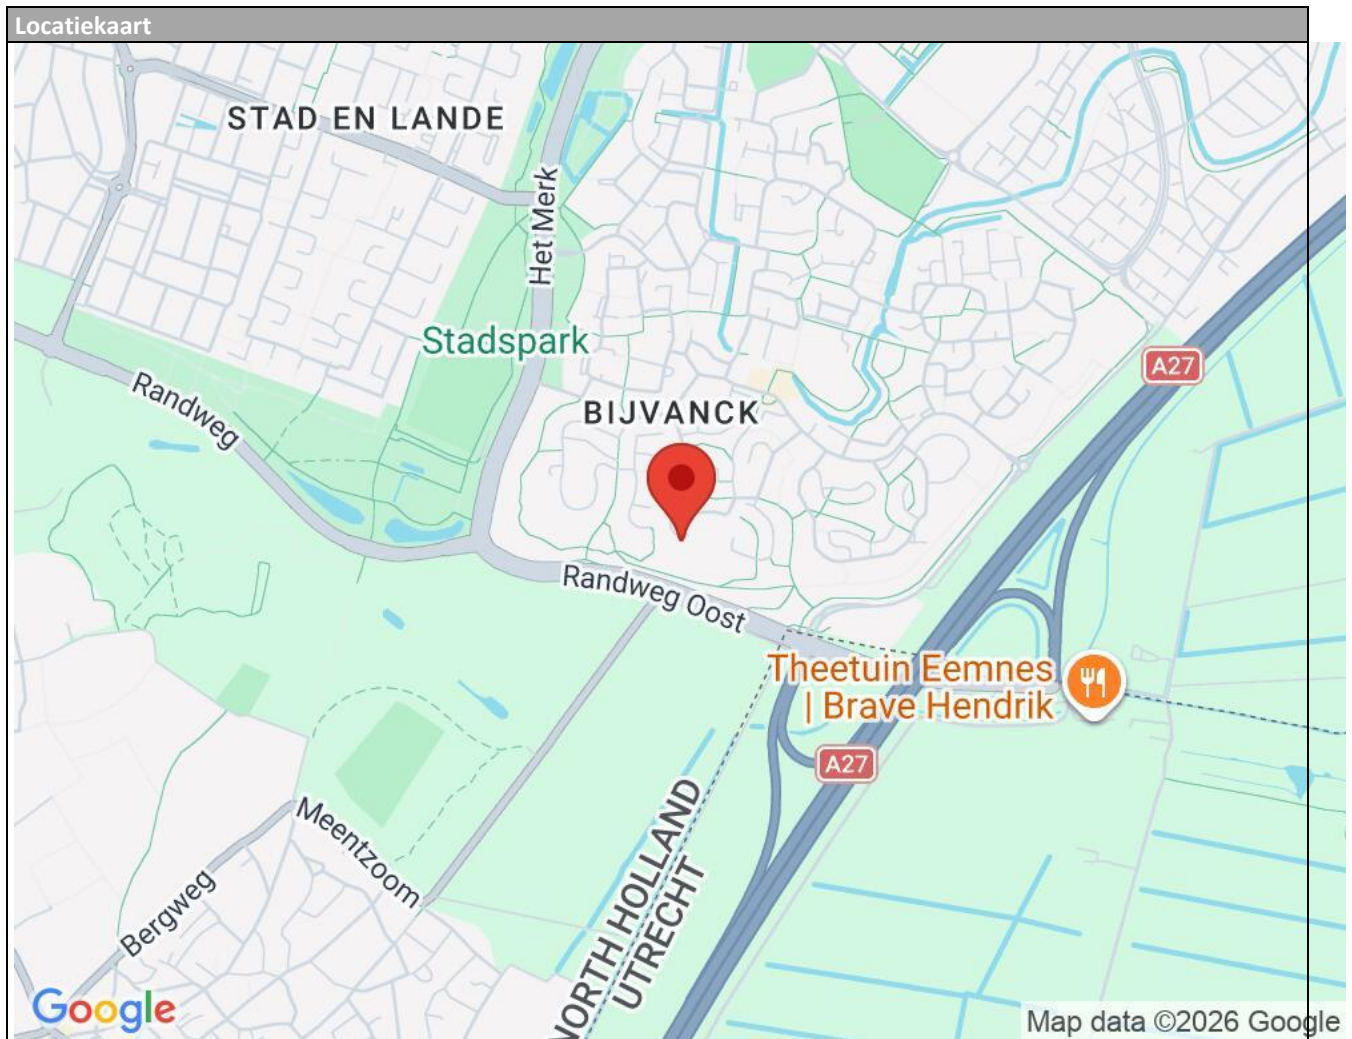 Locatiekaart
STAD EN LANDE
Het Merk
Stadspark
A27
Randweg
BIJVANCK
Randweg Oost
Theetuin Eemnes
| Brave Hendrik
A27
NORTH HOLLAND
UTRECHT
Meentzoom
Bergweg
Google
Map data ©2026 Google